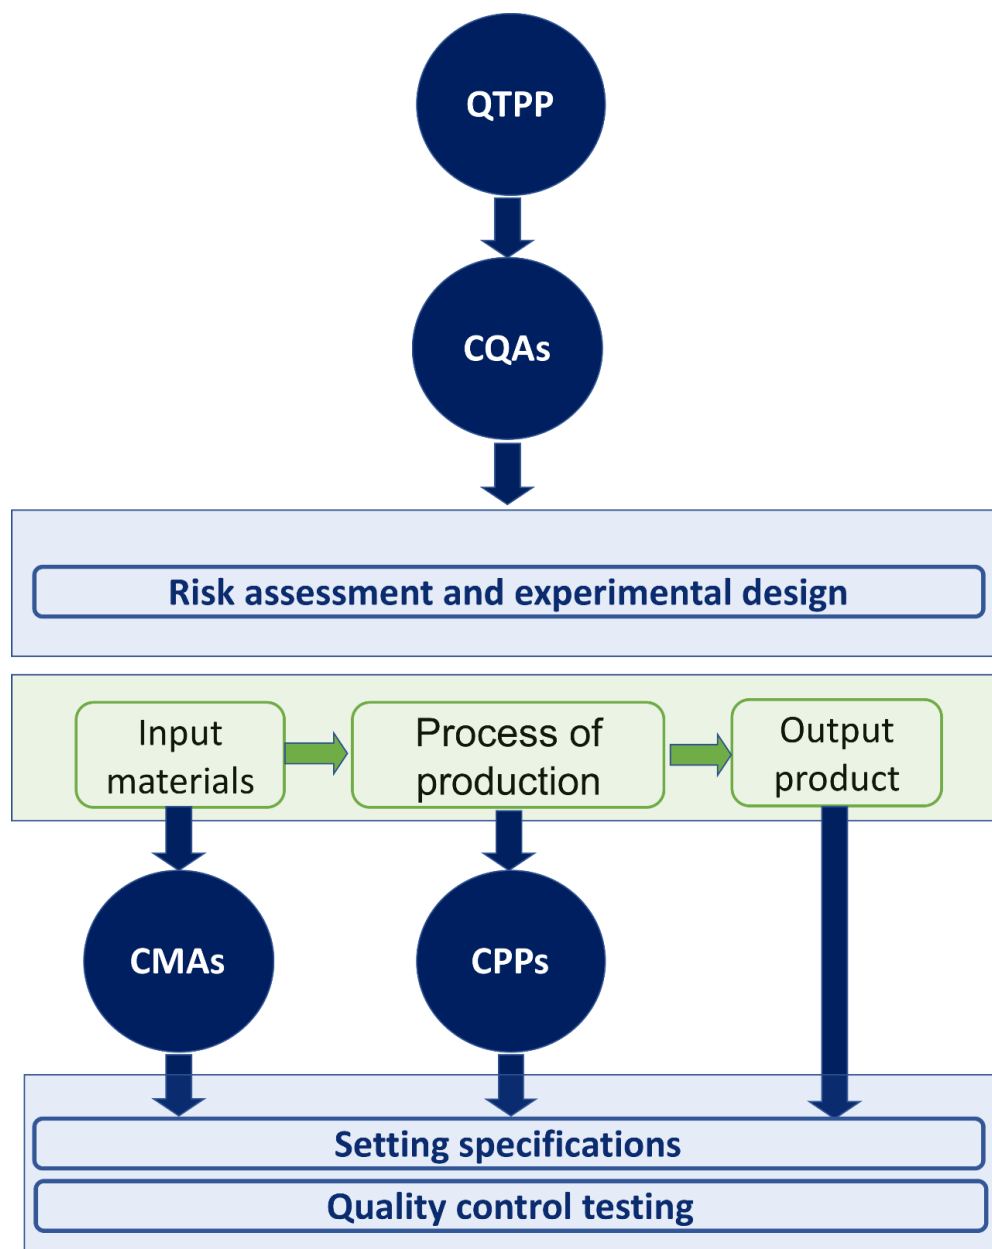 QTPP
CQAs
Risk assessment and experimental design
Input
materials
Process of
production
Output
product
CMAs
CPPs
Setting specifications
Quality control testing